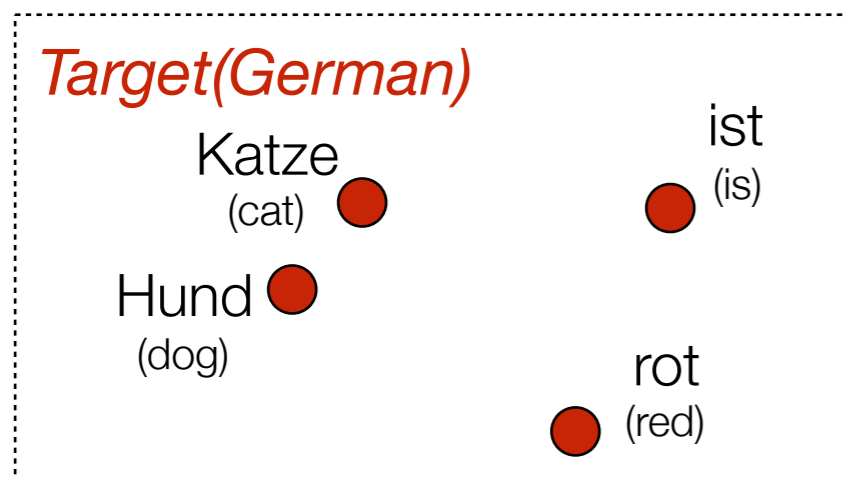 Target(German)
Katze
(cat)
ist
(is)
Hund
(dog)
rot
(red)